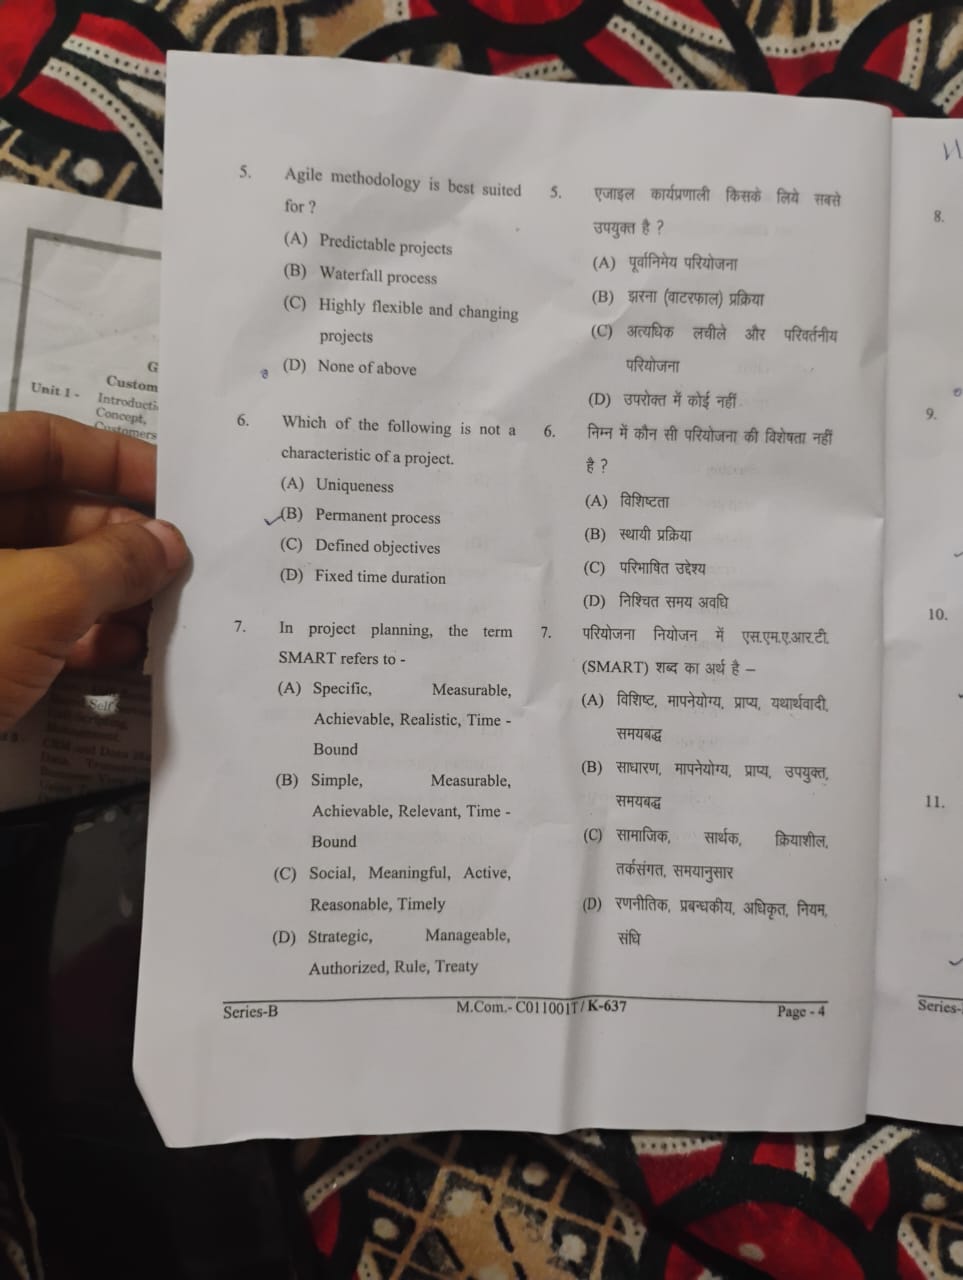 5. Agile methodology is best suited
for ?
(A) Predictable projects
(B) Waterfall process
(C) Highly flexible and changing
projects
(D) None of above
6. Which of the following is not a
characteristic of a project.
(A) Uniqueness
(B) Permanent process
(C) Defined objectives
(D) Fixed time duration
7. In project planning, the term
SMART refers to -
(A) Specific, Measurable,
Achievable, Realistic, Time -
Bound
(B) Simple, Measurable,
Achievable, Relevant, Time -
Bound
(C) Social, Meaningful, Active,
Reasonable, Timely
(D) Strategic, Manageable,
Authorized, Rule, Treaty
5. एजाइल कार्यप्रणाली किसके लिये सबसे
उपयुक्त है ?
(A) पूर्वानिमेय परियोजना
(B) झरना (वाटरफाल) प्रक्रिया
(C) अत्यधिक लचीले और परिवर्तनीय
परियोजना
(D) उपरोक्त में कोई नहीं
6. निम्न में कौन सी परियोजना की विशेषता नहीं
है ?
(A) विशिष्टता
(B) स्थायी प्रक्रिया
(C) परिभाषित उद्देश्य
(D) निश्चित समय अवधि
7. परियोजना नियोजन में एस.एम.ए.आर.टी.
(SMART) शब्द का अर्थ है –
(A) विशिष्ट, मापनेयोग्य, प्राप्य, यथार्थवादी,
समयबद्ध
(B) साधारण, मापनेयोग्य, प्राप्य, उपयुक्त,
समयबद्ध
(C) सामाजिक, सार्थक, क्रियाशील,
तर्कसंगत, समयानुसार
(D) रणनीतिक, प्रबन्धकीय, अधिकृत, नियम,
संधि
Series-B M.Com.- C011001T/ K-637 Page - 4
8.
9.
10.
11.
Series-
G
Custom
Unit 1 - Introducti
Concept,
Customers
Self